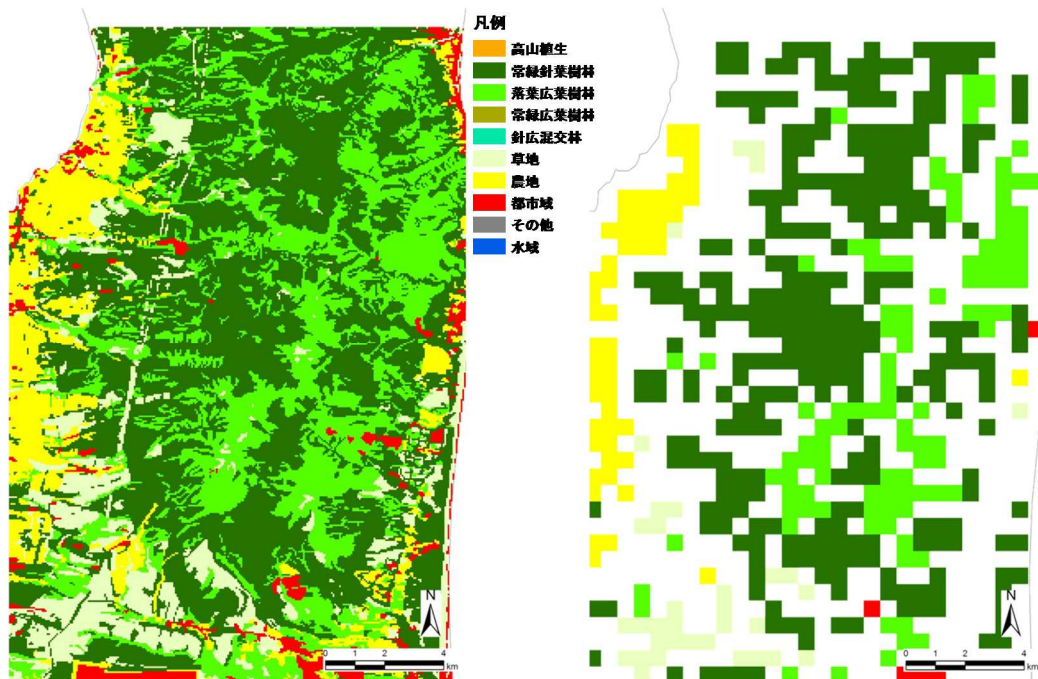 凡例
高山植生
常緑針葉樹林
落葉広葉樹林
常緑広葉樹林
針広混交林
草地
農地
都市域
その他
水域
N
0 1 2 4
km
N
0 1 2 4
km